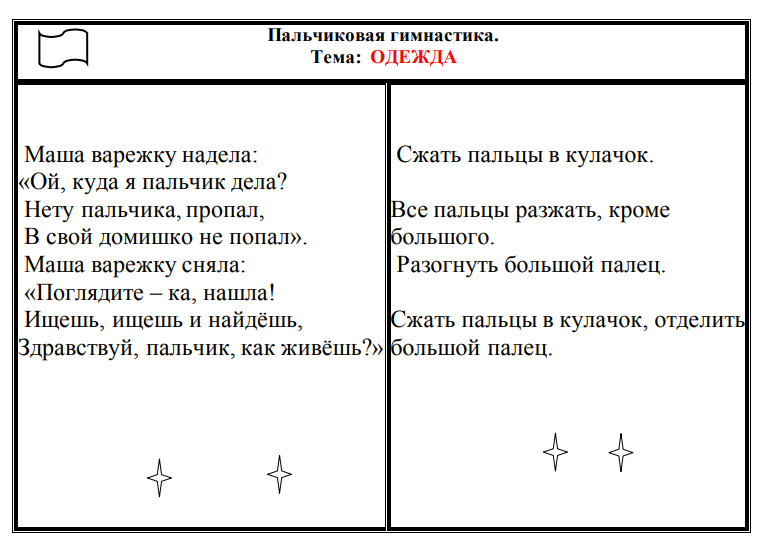 Пальчиковая гимнастика.
Тема: ОДЕЖДА
Маша варежку надела:
«Ой, куда я пальчик дела?
Нету пальчика, пропал,
В свой домишко не попал».
Маша варежку сняла:
«Поглядите – ка, нашла!
Ищешь, ищешь и найдёшь,
Здравствуй, пальчик, как живёшь?»
Сжать пальцы в кулачок.
Все пальцы разжать, кроме
большого.
Разогнуть большой палец.
Сжать пальцы в кулачок, отделить
большой палец.